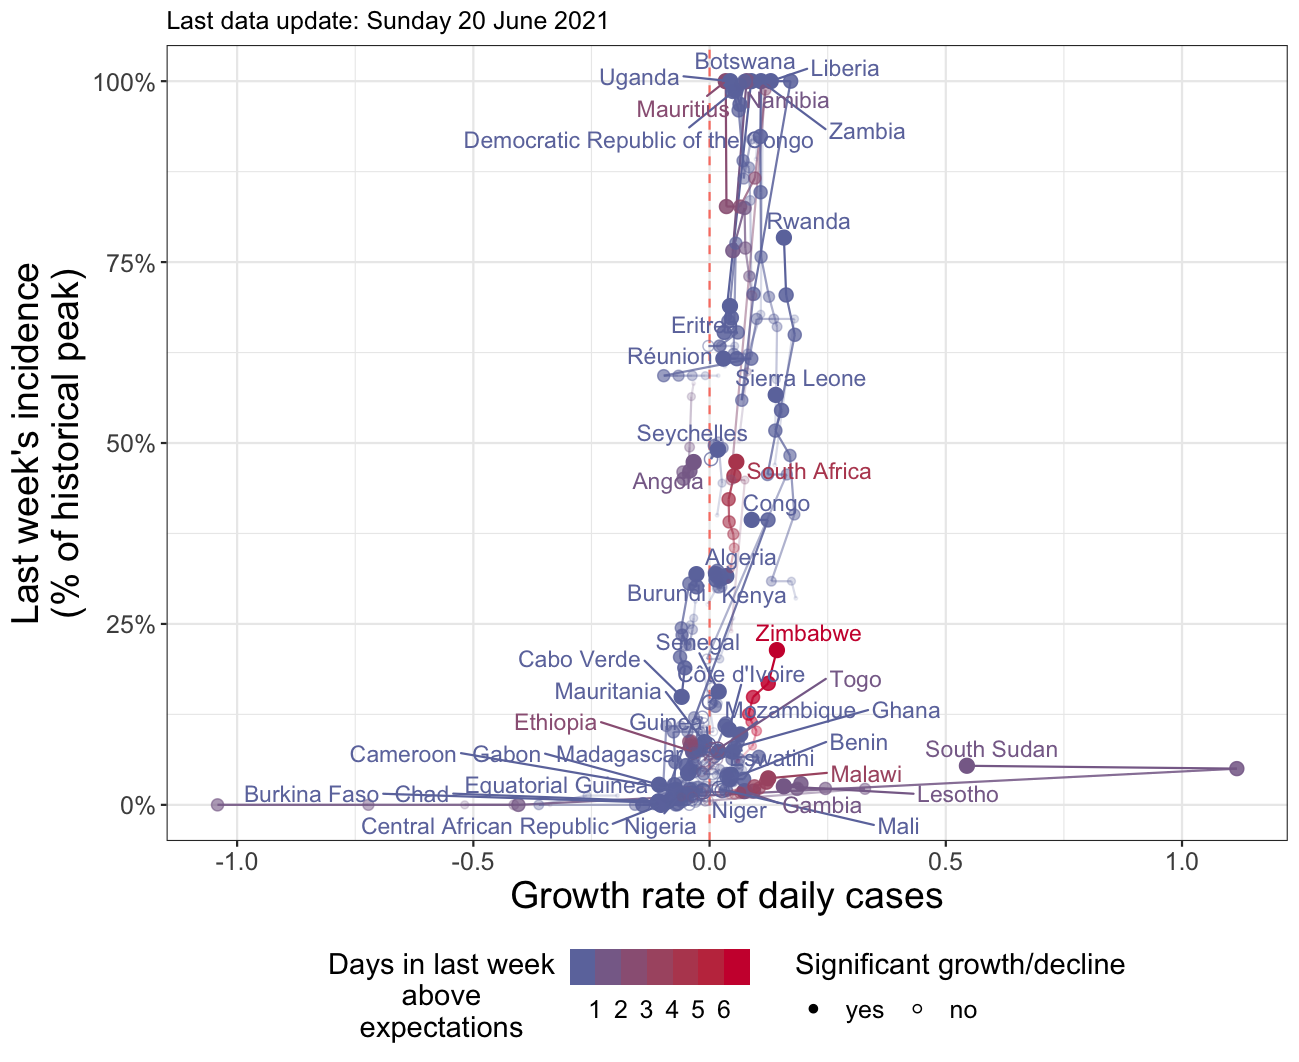 Last data update: Sunday 20 June 2021
Last week's incidence
(% of historical peak)
100%
75%
50%
25%
0%
Botswana
Liberia
Uganda
Mauritius
Namibia
Zambia
Democratic Republic of the Congo
Rwanda
Eritrea
Réunion
Sierra Leone
Seychelles
Angola
South Africa
Congo
Algeria
Burundi
Kenya
Zimbabwe
Senegal
Cabo Verde
Côte d'Ivoire
Togo
Mauritania
Ethiopia
Guinea
Mozambique
Ghana
Cameroon
Gabon
Madagascar
Eswatini
Benin
South Sudan
Malawi
Burkina Faso
Chad
Equatorial Guinea
Gambia
Lesotho
Niger
Central African Republic
Nigeria
Mali
-1.0
-0.5
0.0
0.5
1.0
Growth rate of daily cases
Days in last week
above
expectations
1 2 3 4 5 6
Significant growth/decline
yes
no